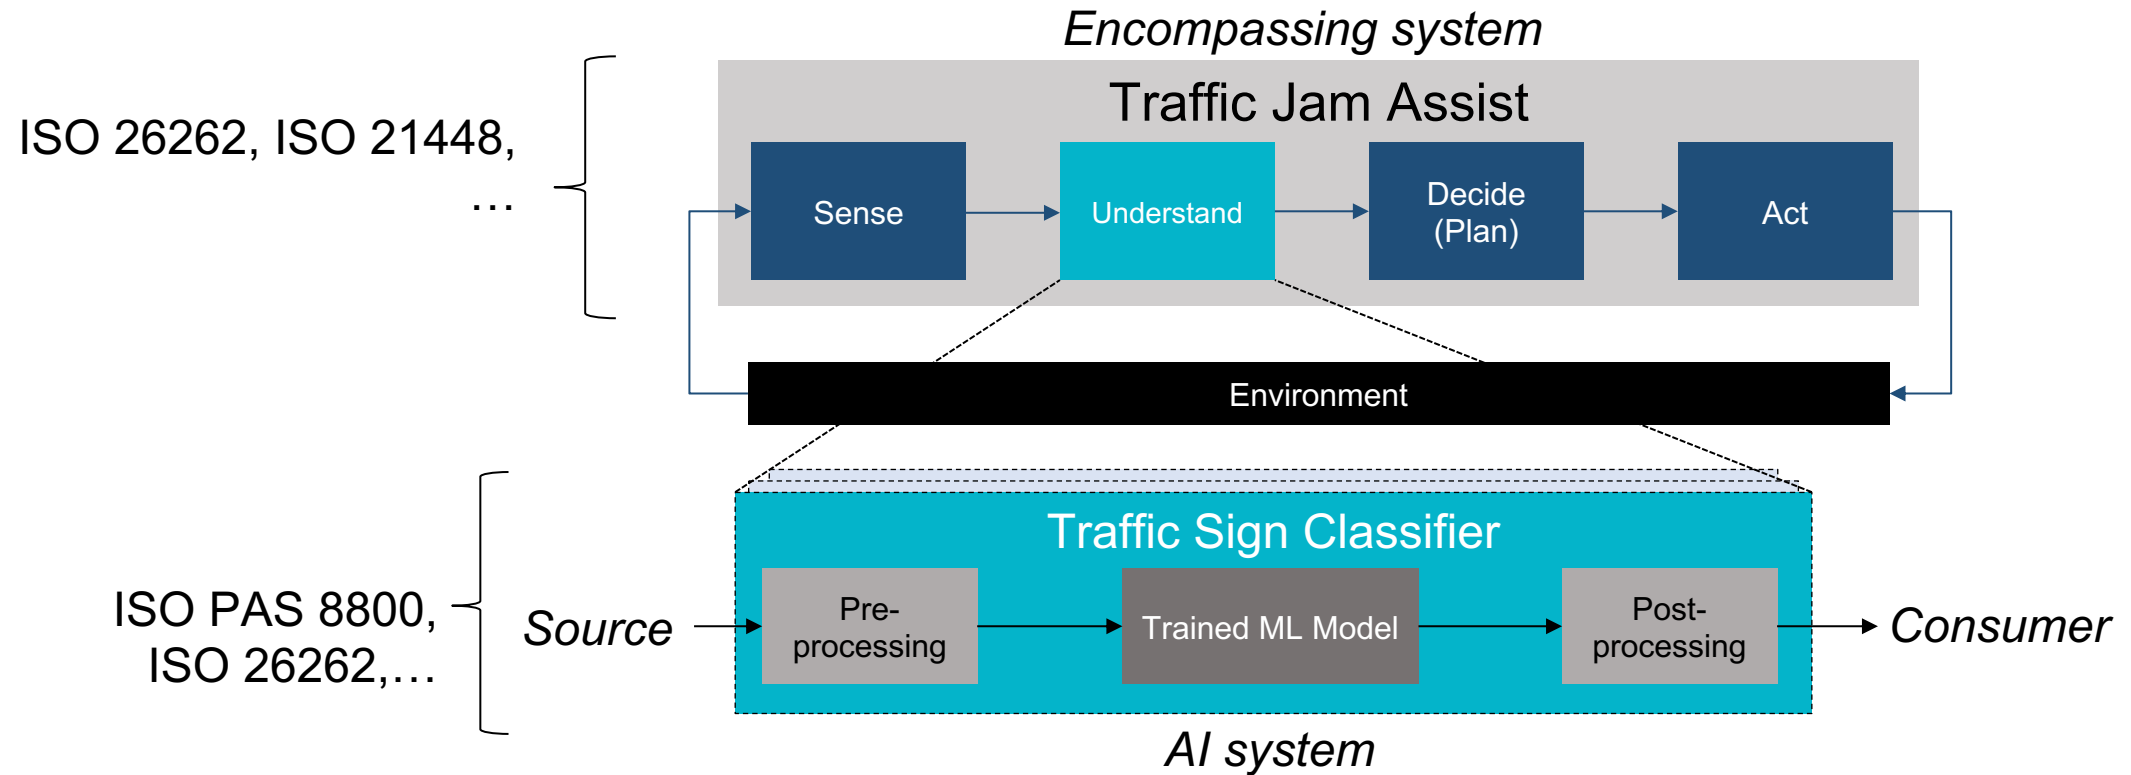 Encompassing system
Traffic Jam Assist
ISO 26262, ISO 21448,
…
Sense
Understand
Decide
(Plan)
Act
Environment
Traffic Sign Classifier
ISO PAS 8800,
ISO 26262,…
Source
Pre-
processing
Trained ML Model
Post-
processing
Consumer
AI system